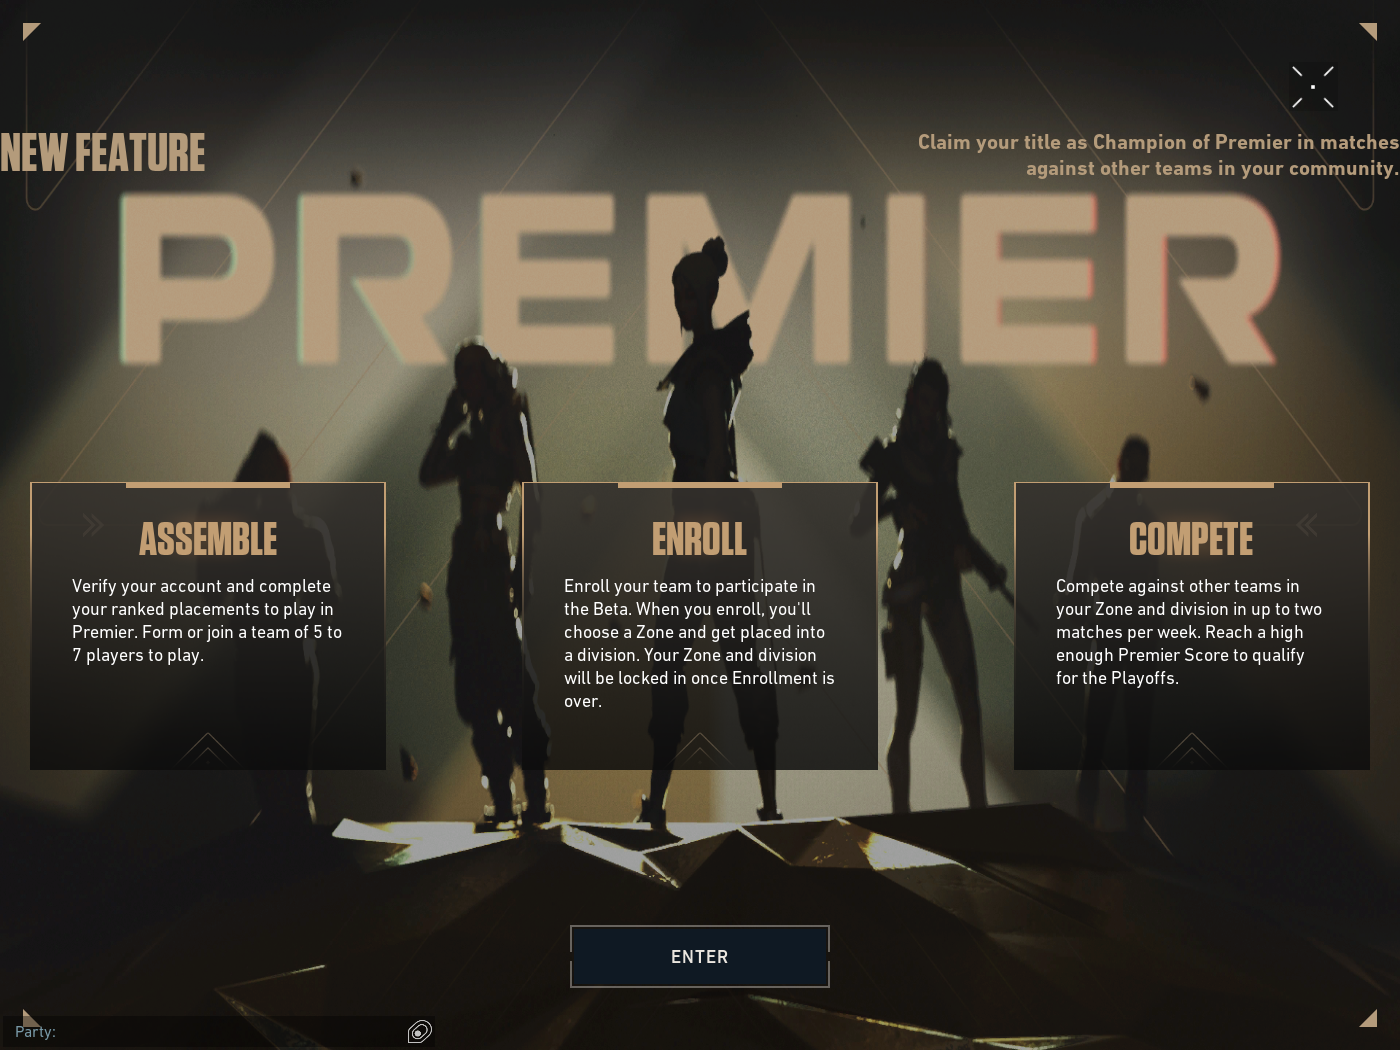 NEW FEATURE
Claim your title as Champion of Premier in matches
against other teams in your community.
PREMIER
ASSEMBLE
Verify your account and complete
your ranked placements to play in
Premier. Form or join a team of 5 to
7 players to play.
ENROLL
Enroll your team to participate in
the Beta. When you enroll, you'll
choose a Zone and get placed into
a division. Your Zone and division
will be locked in once Enrollment is
over.
COMPETE
Compete against other teams in
your Zone and division in up to two
matches per week. Reach a high
enough Premier Score to qualify
for the Playoffs.
ENTER
Party: